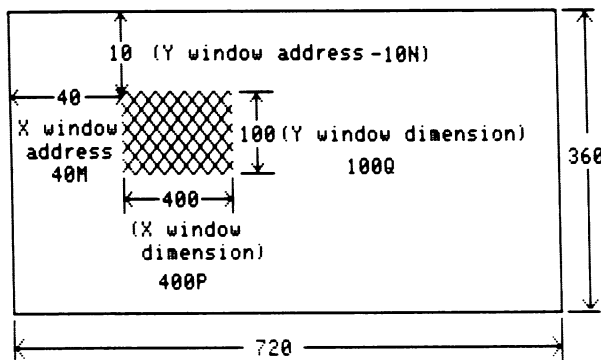 10 (Y window address-10N)
40
X window
address
40M
100(Y window dimension)
100Q
360
400
(X window
dimension)
400P
720